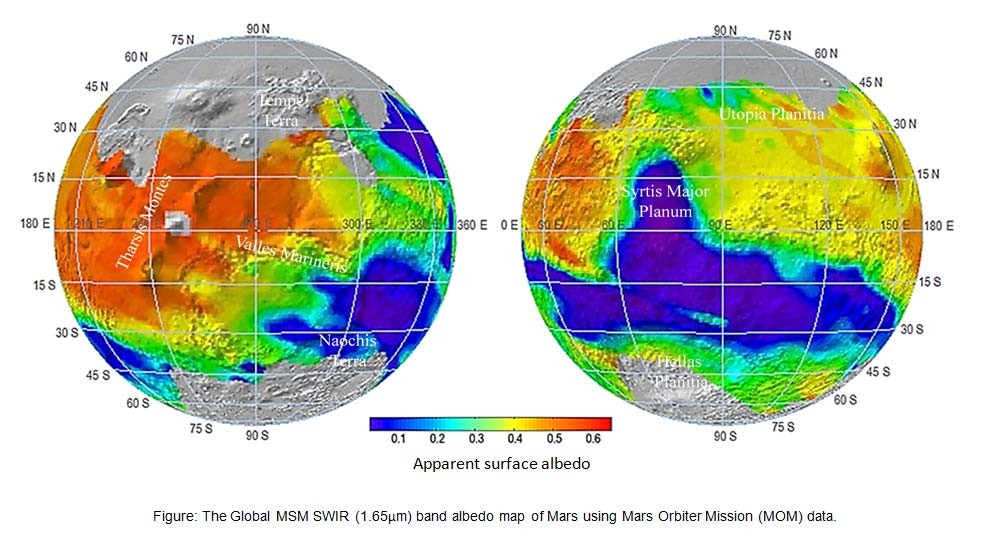 90 N
75 N
60 N
45 N
30 N
15 N
180 E
210 E
300 E
330 E
360 E
15 S
30 S
45 S
60 S
75 S
90 S
Tempe
Terra
Tharsis Montes
Valles Marineris
Naochis
Terra
90 N
75 N
60 N
45 N
30 N
15 N
0 E
60 E
90 E
120 E
150 E
180 E
15 S
30 S
45 S
60 S
75 S
90 S
Utopia Planitia
Syrtis Major
Planum
Hellas
Planitia
0.1 0.2 0.3 0.4 0.5 0.6
Apparent surface albedo
Figure: The Global MSM SWIR (1.65µm) band albedo map of Mars using Mars Orbiter Mission (MOM) data.